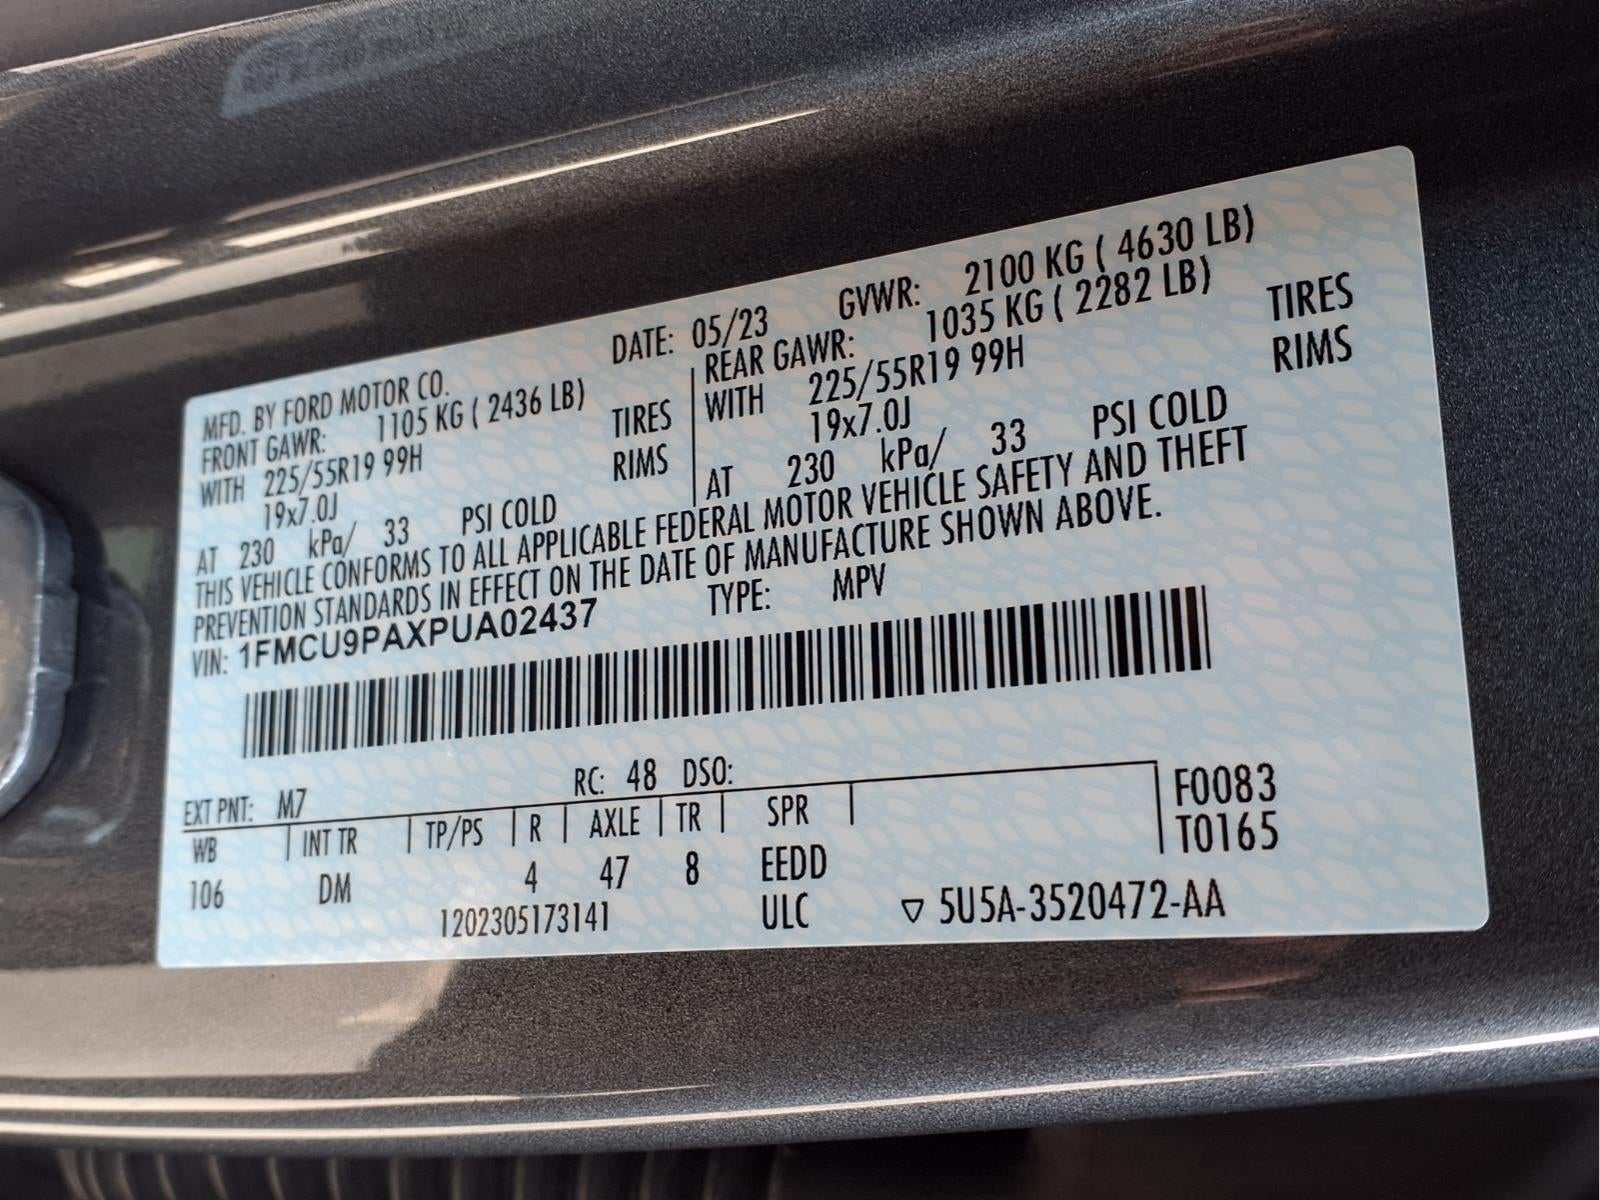 MFD. BY FORD MOTOR CO.
DATE: 05/23 GVWR: 2100 KG ( 4630 LB)
FRONT GAWR: 1105 KG ( 2436 LB)
WITH 225/55R19 99H TIRES
19x7.0J RIMS
AT 230 kPa/ 33 PSI COLD
REAR GAWR: 1035 KG ( 2282 LB)
WITH 225/55R19 99H TIRES
19x7.0J RIMS
AT 230 kPa/ 33 PSI COLD
THIS VEHICLE CONFORMS TO ALL APPLICABLE FEDERAL MOTOR VEHICLE SAFETY AND THEFT
PREVENTION STANDARDS IN EFFECT ON THE DATE OF MANUFACTURE SHOWN ABOVE.
VIN: 1FMCU9PAXPUA02437 TYPE: MPV
EXT PNT: M7 RC: 48 DSO:
WB INT TR TP/PS R AXLE TR SPR F0083
106 DM 4 47 8 EEDD T0165
1202305173141 ULC ▽ 5U5A-3520472-AA